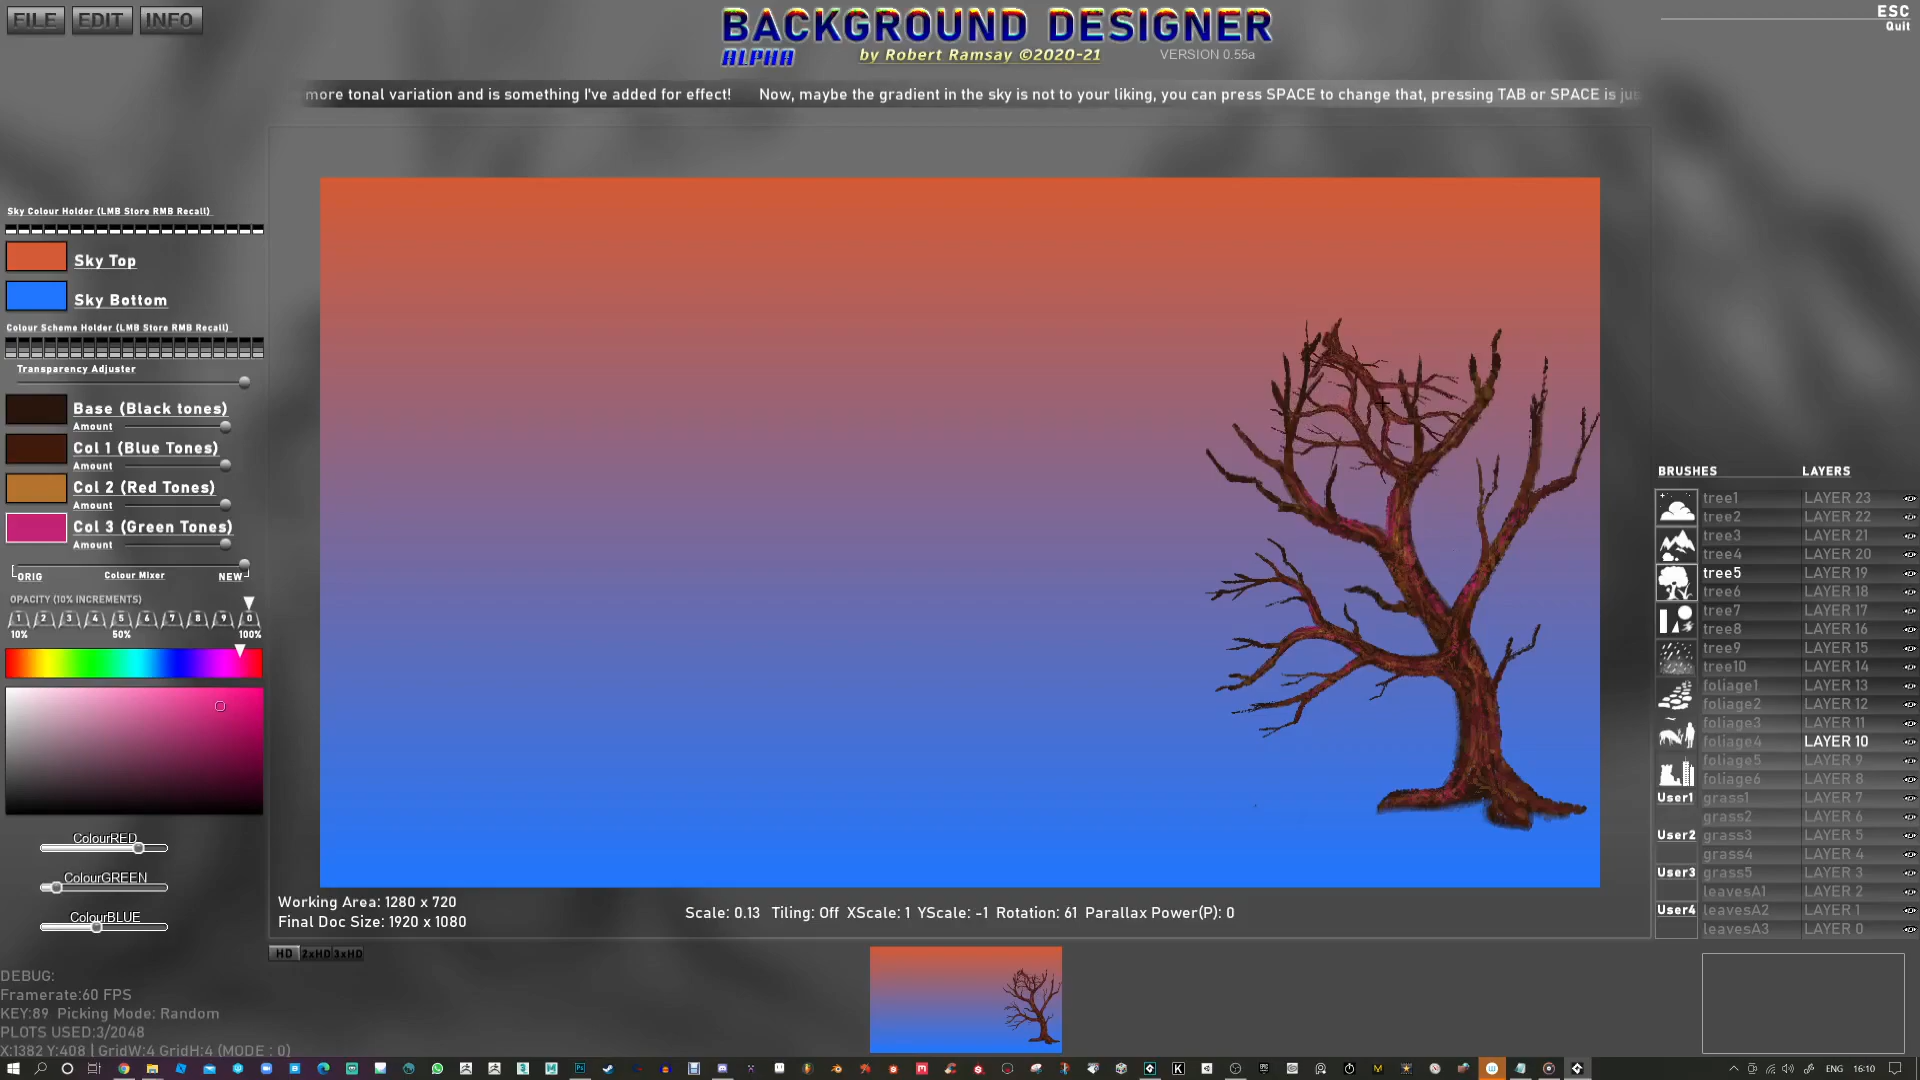 FILE EDIT INFO
BACKGROUND DESIGNER
ALPHA by Robert Ramsay ©2020-21 VERSION 0.55a
ESC
Quit
more tonal variation and is something I've added for effect! Now, maybe the gradient in the sky is not to your liking, you can press SPACE to change that, pressing TAB or SPACE is jus
Sky Colour Holder (LMB Store RMB Recall)
Sky Top
Sky Bottom
Colour Scheme Holder (LMB Store RMB Recall)
Transparency Adjuster
Base (Black tones)
Amount
Col 1 (Blue Tones)
Amount
Col 2 (Red Tones)
Amount
Col 3 (Green Tones)
Amount
ORIG Colour Mixer NEW
OPACITY (10% INCREMENTS)
1 2 3 4 5 6 7 8 9 0
10% 50% 100%
ColourRED
ColourGREEN
ColourBLUE
Working Area: 1280 x 720
Final Doc Size: 1920 x 1080
Scale: 0.13 Tiling: Off XScale: 1 YScale: -1 Rotation: 61 Parallax Power(P): 0
HD 2xHD 3xHD
DEBUG:
Framerate:60 FPS
KEY:89 Picking Mode: Random
PLOTS USED:3/2048
X:1382 Y:408 | GridW:4 GridH:4 (MODE : 0)
BRUSHES LAYERS
tree1 LAYER 23
tree2 LAYER 22
tree3 LAYER 21
tree4 LAYER 20
tree5 LAYER 19
tree6 LAYER 18
tree7 LAYER 17
tree8 LAYER 16
tree9 LAYER 15
tree10 LAYER 14
foliage1 LAYER 13
foliage2 LAYER 12
foliage3 LAYER 11
foliage4 LAYER 10
foliage5 LAYER 9
foliage6 LAYER 8
User1 grass1 LAYER 7
grass2 LAYER 6
User2 grass3 LAYER 5
grass4 LAYER 4
User3 grass5 LAYER 3
leavesA1 LAYER 2
User4 leavesA2 LAYER 1
leavesA3 LAYER 0
ENG 16:10